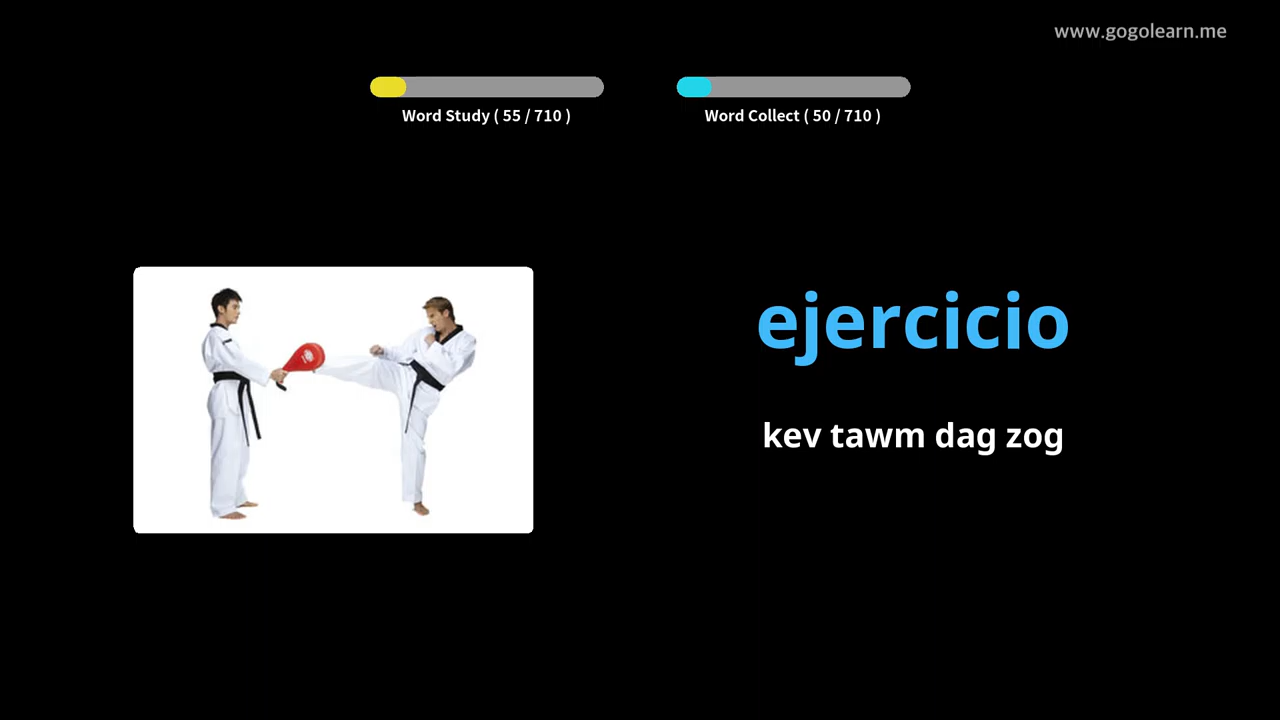 www.gogolearn.me
Word Study ( 55 / 710 )
Word Collect ( 50 / 710 )
ejercicio
kev tawm dag zog